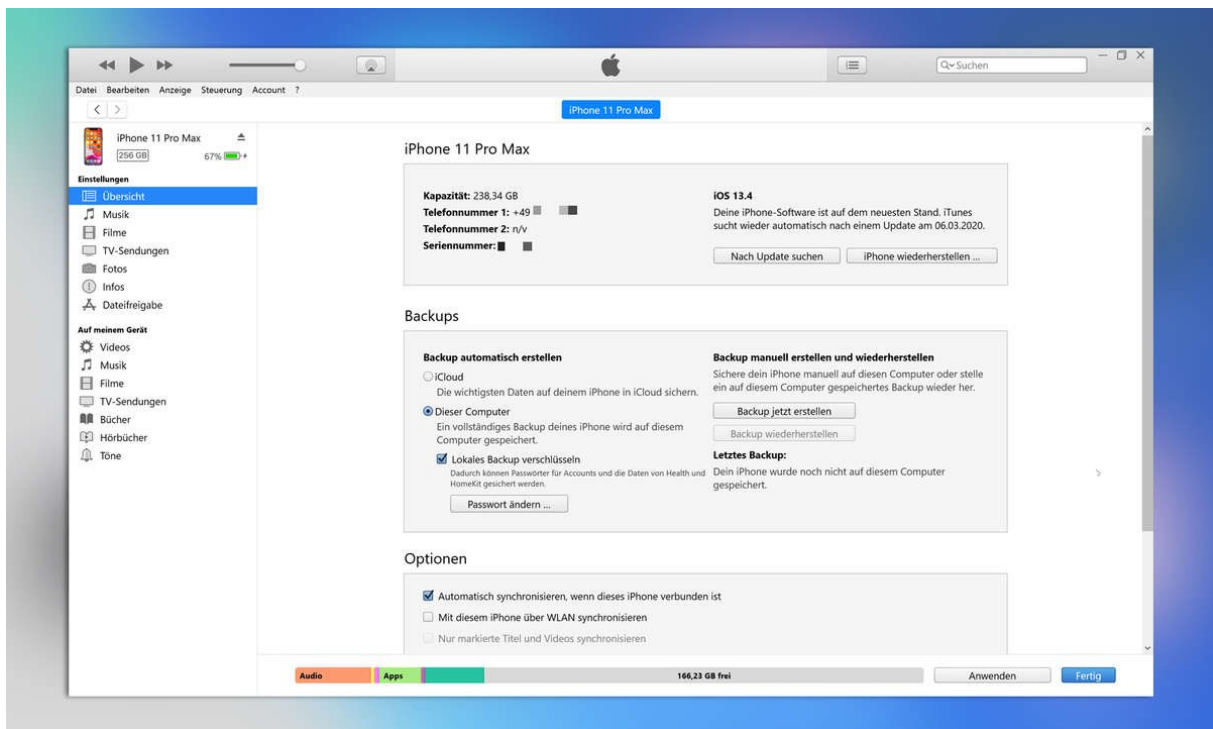 Suchen
Datei Bearbeiten Anzeige Steuerung Account ?
iPhone 11 Pro Max
iPhone 11 Pro Max
256 GB
67%
Einstellungen
Übersicht
Musik
Filme
TV-Sendungen
Fotos
Infos
Dateifreigabe
Auf meinem Gerät
Videos
Musik
Filme
TV-Sendungen
Bücher
Hörbücher
Töne
iPhone 11 Pro Max
Kapazität: 238,34 GB
Telefonnummer 1: +49
Telefonnummer 2: n/v
Seriennummer:
iOS 13.4
Deine iPhone-Software ist auf dem neuesten Stand. iTunes
sucht wieder automatisch nach einem Update am 06.03.2020.
Nach Update suchen
iPhone wiederherstellen ...
Backups
Backup automatisch erstellen
iCloud
Die wichtigsten Daten auf deinem iPhone in iCloud sichern.
Dieser Computer
Ein vollständiges Backup deines iPhone wird auf diesem
Computer gespeichert.
Lokales Backup verschlüsseln
Dadurch können Passwörter für Accounts und die Daten von Health und
HomeKit gesichert werden.
Passwort ändern ...
Backup manuell erstellen und wiederherstellen
Sichere dein iPhone manuell auf diesen Computer oder stelle
ein auf diesem Computer gespeichertes Backup wieder her.
Backup jetzt erstellen
Backup wiederherstellen
Letztes Backup:
Dein iPhone wurde noch nicht auf diesem Computer
gespeichert.
Optionen
Automatisch synchronisieren, wenn dieses iPhone verbunden ist
Mit diesem iPhone über WLAN synchronisieren
Nur markierte Titel und Videos synchronisieren
Audio
Apps
166,23 GB frei
Anwenden
Fertig